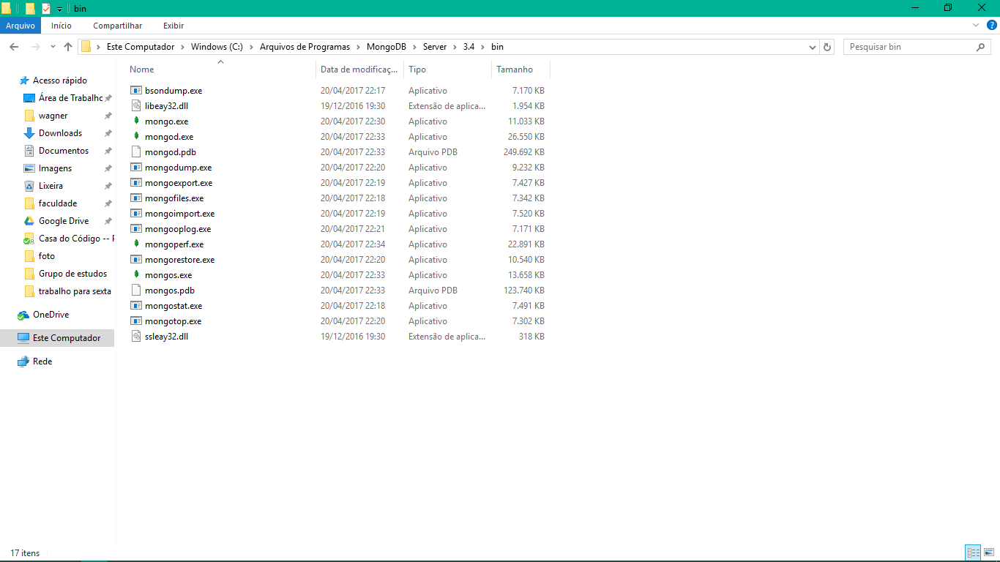 bin
Arquivo Início Compartilhar Exibir
Este Computador Windows (C:) Arquivos de Programas MongoDB Server 3.4 bin
Pesquisar bin
Acesso rápido
Área de Trabalho
wagner
Downloads
Documentos
Imagens
Lixeira
faculdade
Google Drive
Casa do Código -- P
foto
Grupo de estudos
trabalho para sexta
OneDrive
Este Computador
Rede
Nome Data de modificaç... Tipo Tamanho
bsondump.exe 20/04/2017 22:17 Aplicativo 7.170 KB
libeay32.dll 19/12/2016 19:30 Extensão de aplica... 1.954 KB
mongo.exe 20/04/2017 22:30 Aplicativo 11.033 KB
mongod.exe 20/04/2017 22:33 Aplicativo 26.550 KB
mongod.pdb 20/04/2017 22:33 Arquivo PDB 249.692 KB
mongodump.exe 20/04/2017 22:20 Aplicativo 9.232 KB
mongoexport.exe 20/04/2017 22:19 Aplicativo 7.427 KB
mongofiles.exe 20/04/2017 22:18 Aplicativo 7.342 KB
mongoimport.exe 20/04/2017 22:19 Aplicativo 7.520 KB
mongooplog.exe 20/04/2017 22:21 Aplicativo 7.171 KB
mongoperf.exe 20/04/2017 22:34 Aplicativo 22.891 KB
mongorestore.exe 20/04/2017 22:20 Aplicativo 10.540 KB
mongos.exe 20/04/2017 22:33 Aplicativo 13.658 KB
mongos.pdb 20/04/2017 22:33 Arquivo PDB 123.740 KB
mongostat.exe 20/04/2017 22:18 Aplicativo 7.491 KB
mongotop.exe 20/04/2017 22:20 Aplicativo 7.302 KB
ssleay32.dll 19/12/2016 19:30 Extensão de aplica... 318 KB
17 itens